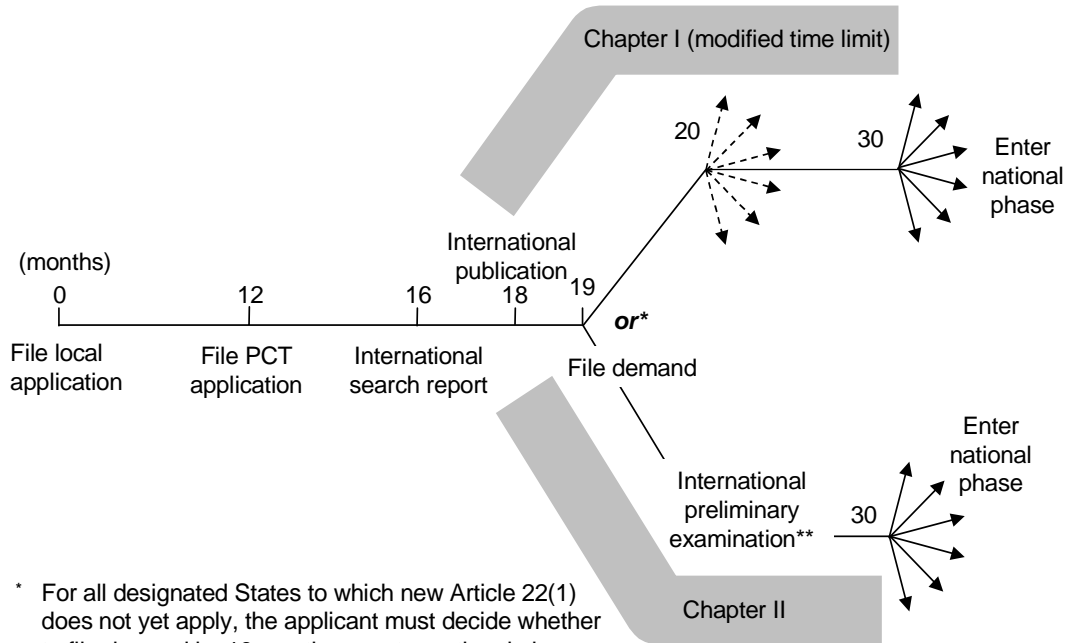 Chapter I (modified time limit)
20
30
Enter
national
phase
International
publication
(months)
0
12
16
18
19
or*
File local
application
File PCT
application
International
search report
File demand
Enter
national
phase
International
preliminary
examination**
30
* For all designated States to which new Article 22(1)
does not yet apply, the applicant must decide whether
Chapter II